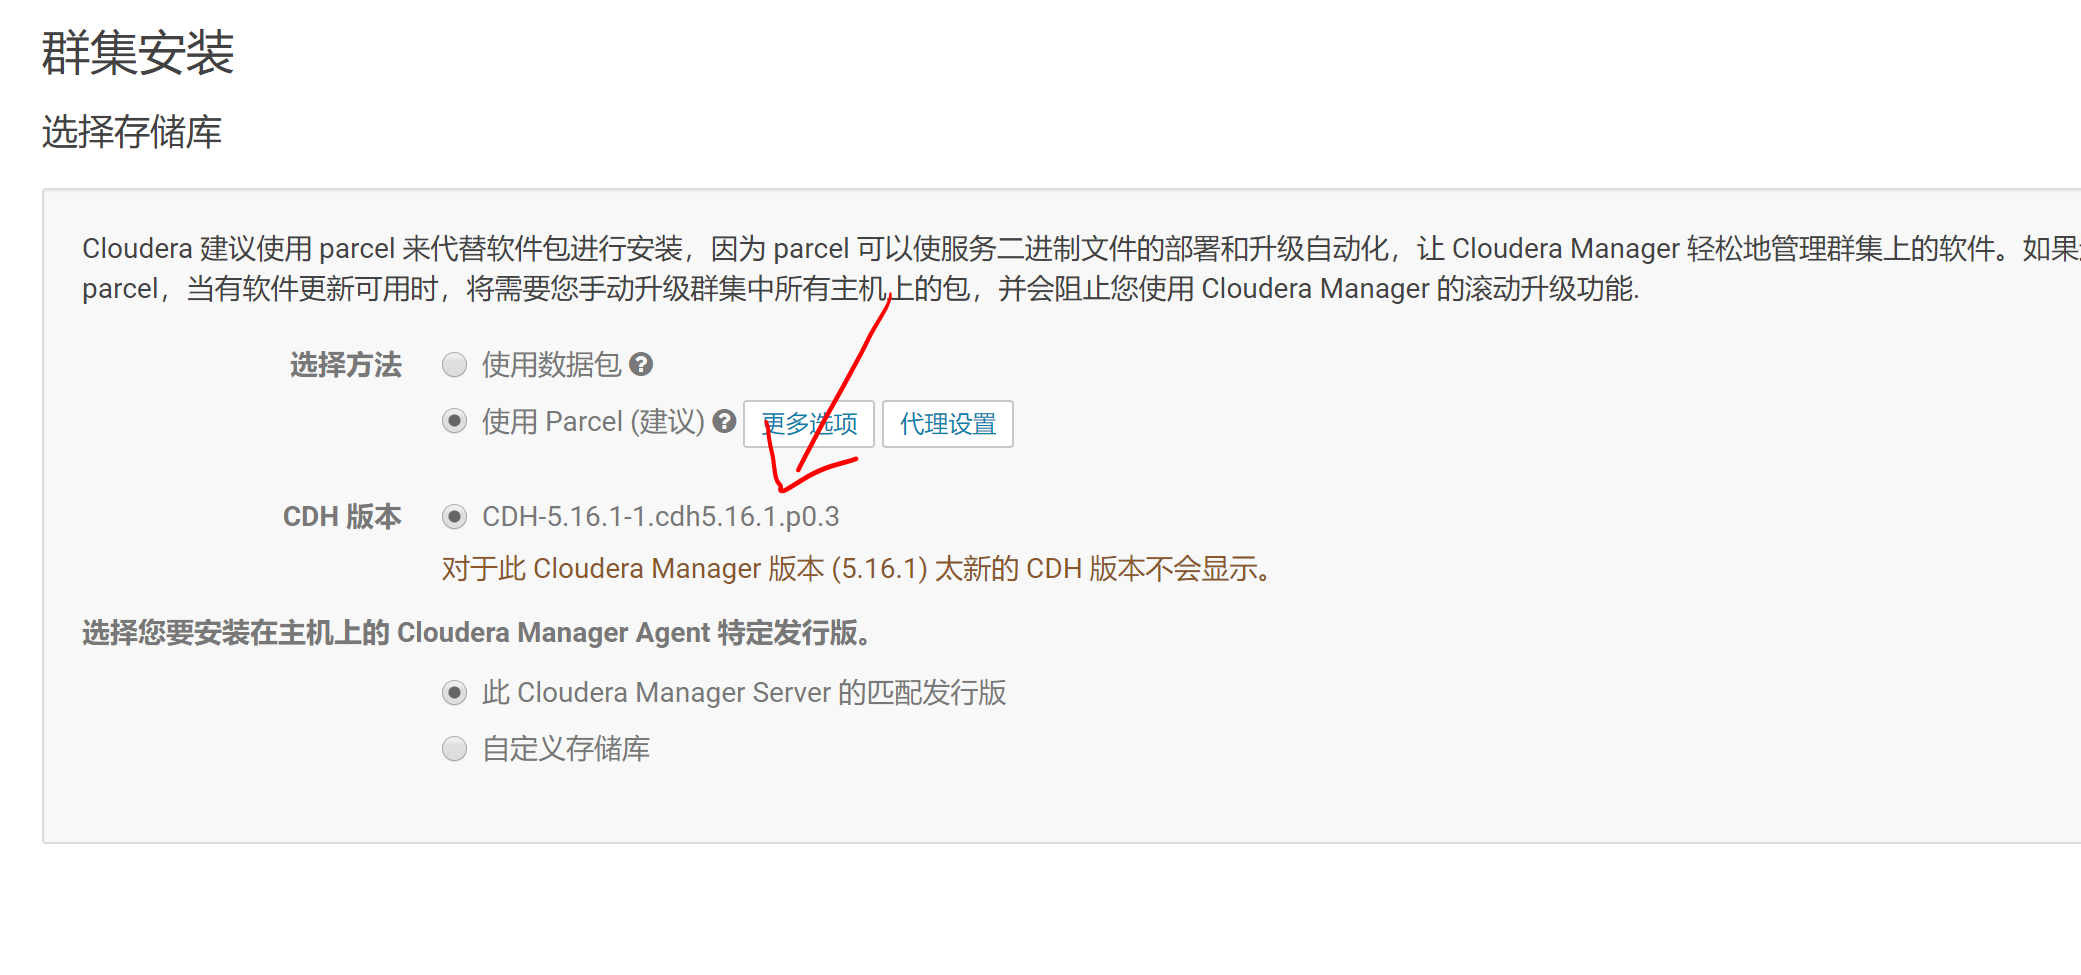 群集安装
选择存储库
Cloudera 建议使用 parcel 来代替软件包进行安装，因为 parcel 可以使服务二进制文件的部署和升级自动化，让 Cloudera Manager 轻松地管理群集上的软件。如果
parcel，当有软件更新可用时，将需要您手动升级群集中所有主机上的包，并会阻止您使用 Cloudera Manager 的滚动升级功能.
选择方法 使用数据包
使用 Parcel (建议) 更多选项 代理设置
CDH 版本 CDH-5.16.1-1.cdh5.16.1.p0.3
对于此 Cloudera Manager 版本 (5.16.1) 太新的 CDH 版本不会显示。
选择您要安装在主机上的 Cloudera Manager Agent 特定发行版。
此 Cloudera Manager Server 的匹配发行版
自定义存储库